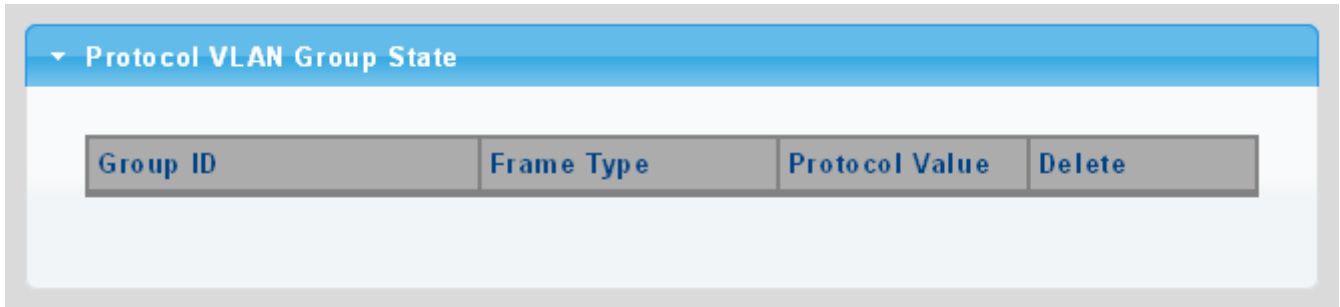 Protocol VLAN Group State
Group ID Frame Type Protocol Value Delete